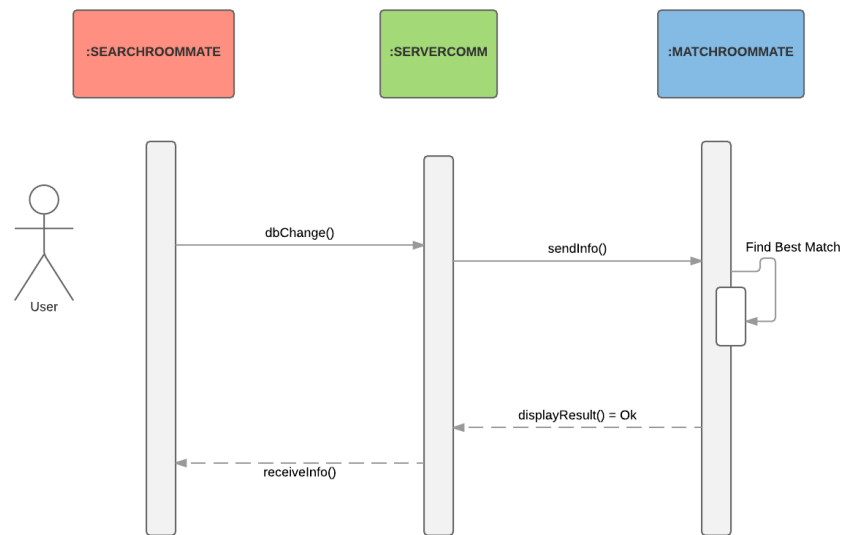 :SEARCHROOMMATE
:SERVERCOMM
:MATCHROOMMATE
dbChange()
sendInfo()
Find Best Match
User
displayResult() = Ok
receiveInfo()